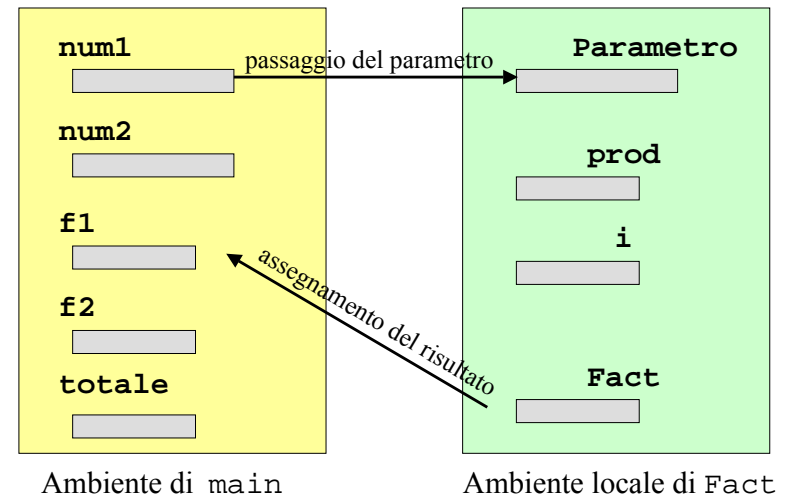 num1
passaggio del parametro
Parametro
num2
prod
f1
i
assegnamento del risultato
f2
totale
Fact
Ambiente di main
Ambiente locale di Fact